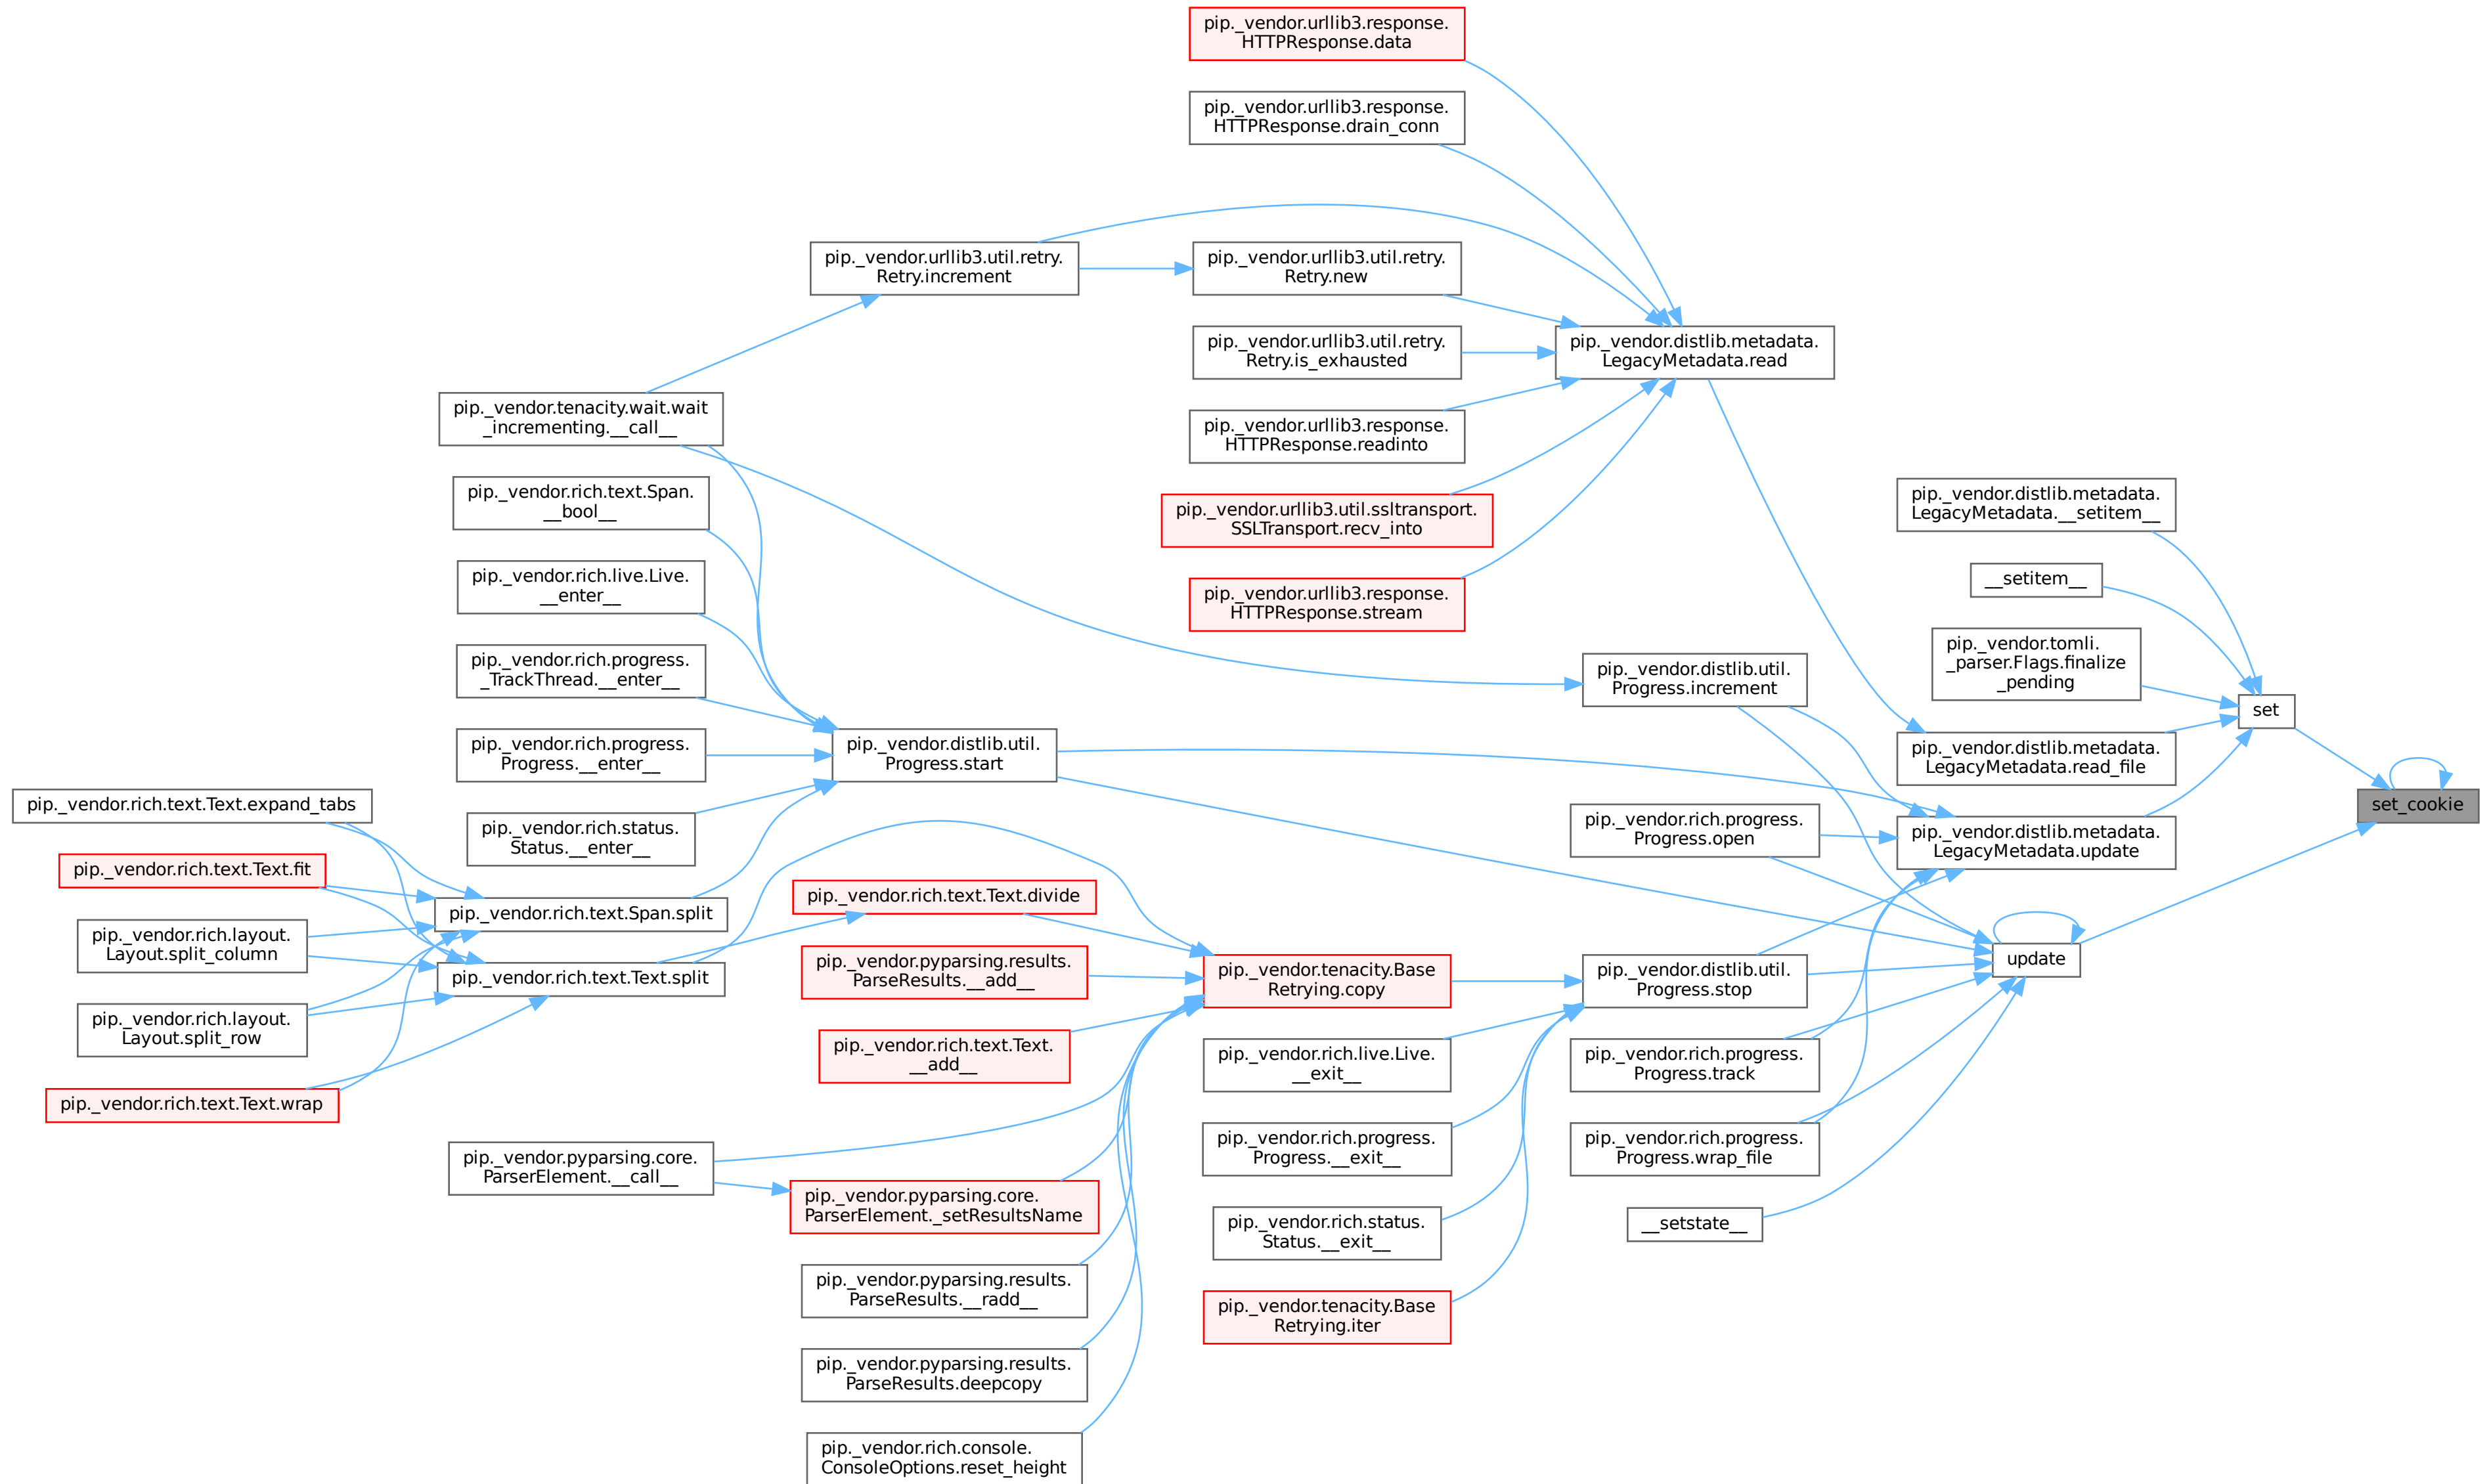 pip._vendor.urllib3.response.
HTTPResponse.data
pip._vendor.urllib3.response.
HTTPResponse.drain_conn
pip._vendor.urllib3.util.retry.
Retry.increment
pip._vendor.urllib3.util.retry.
Retry.new
pip._vendor.urllib3.util.retry.
Retry.is_exhausted
pip._vendor.distlib.metadata.
LegacyMetadata.read
pip._vendor.tenacity.wait.wait
_incrementing.__call__
pip._vendor.urllib3.response.
HTTPResponse.readinto
pip._vendor.rich.text.Span.
__bool__
pip._vendor.urllib3.util.ssltransport.
SSLTransport.recv_into
pip._vendor.distlib.metadata.
LegacyMetadata.__setitem__
pip._vendor.rich.live.Live.
__enter__
pip._vendor.urllib3.response.
HTTPResponse.stream
__setitem__
pip._vendor.rich.progress.
_TrackThread.__enter__
pip._vendor.distlib.util.
Progress.increment
pip._vendor.tomli.
_parser.Flags.finalize
_pending
set
pip._vendor.rich.progress.
Progress.__enter__
pip._vendor.distlib.util.
Progress.start
pip._vendor.distlib.metadata.
LegacyMetadata.read_file
pip._vendor.rich.text.Text.expand_tabs
pip._vendor.rich.status.
Status.__enter__
pip._vendor.rich.progress.
Progress.open
pip._vendor.distlib.metadata.
LegacyMetadata.update
set_cookie
pip._vendor.rich.text.Text.fit
pip._vendor.rich.text.Span.split
pip._vendor.rich.text.Text.divide
pip._vendor.rich.layout.
Layout.split_column
pip._vendor.rich.text.Text.split
pip._vendor.pyparsing.results.
ParseResults.__add__
pip._vendor.tenacity.Base
Retrying.copy
pip._vendor.distlib.util.
Progress.stop
update
pip._vendor.rich.layout.
Layout.split_row
pip._vendor.rich.text.Text.
__add__
pip._vendor.rich.live.Live.
__exit__
pip._vendor.rich.progress.
Progress.track
pip._vendor.rich.text.Text.wrap
pip._vendor.pyparsing.core.
ParserElement.__call__
pip._vendor.rich.progress.
Progress.__exit__
pip._vendor.rich.progress.
Progress.wrap_file
pip._vendor.pyparsing.core.
ParserElement._setResultsName
pip._vendor.rich.status.
Status.__exit__
__setstate__
pip._vendor.pyparsing.results.
ParseResults.__radd__
pip._vendor.tenacity.Base
Retrying.iter
pip._vendor.pyparsing.results.
ParseResults.deepcopy
pip._vendor.rich.console.
ConsoleOptions.reset_height